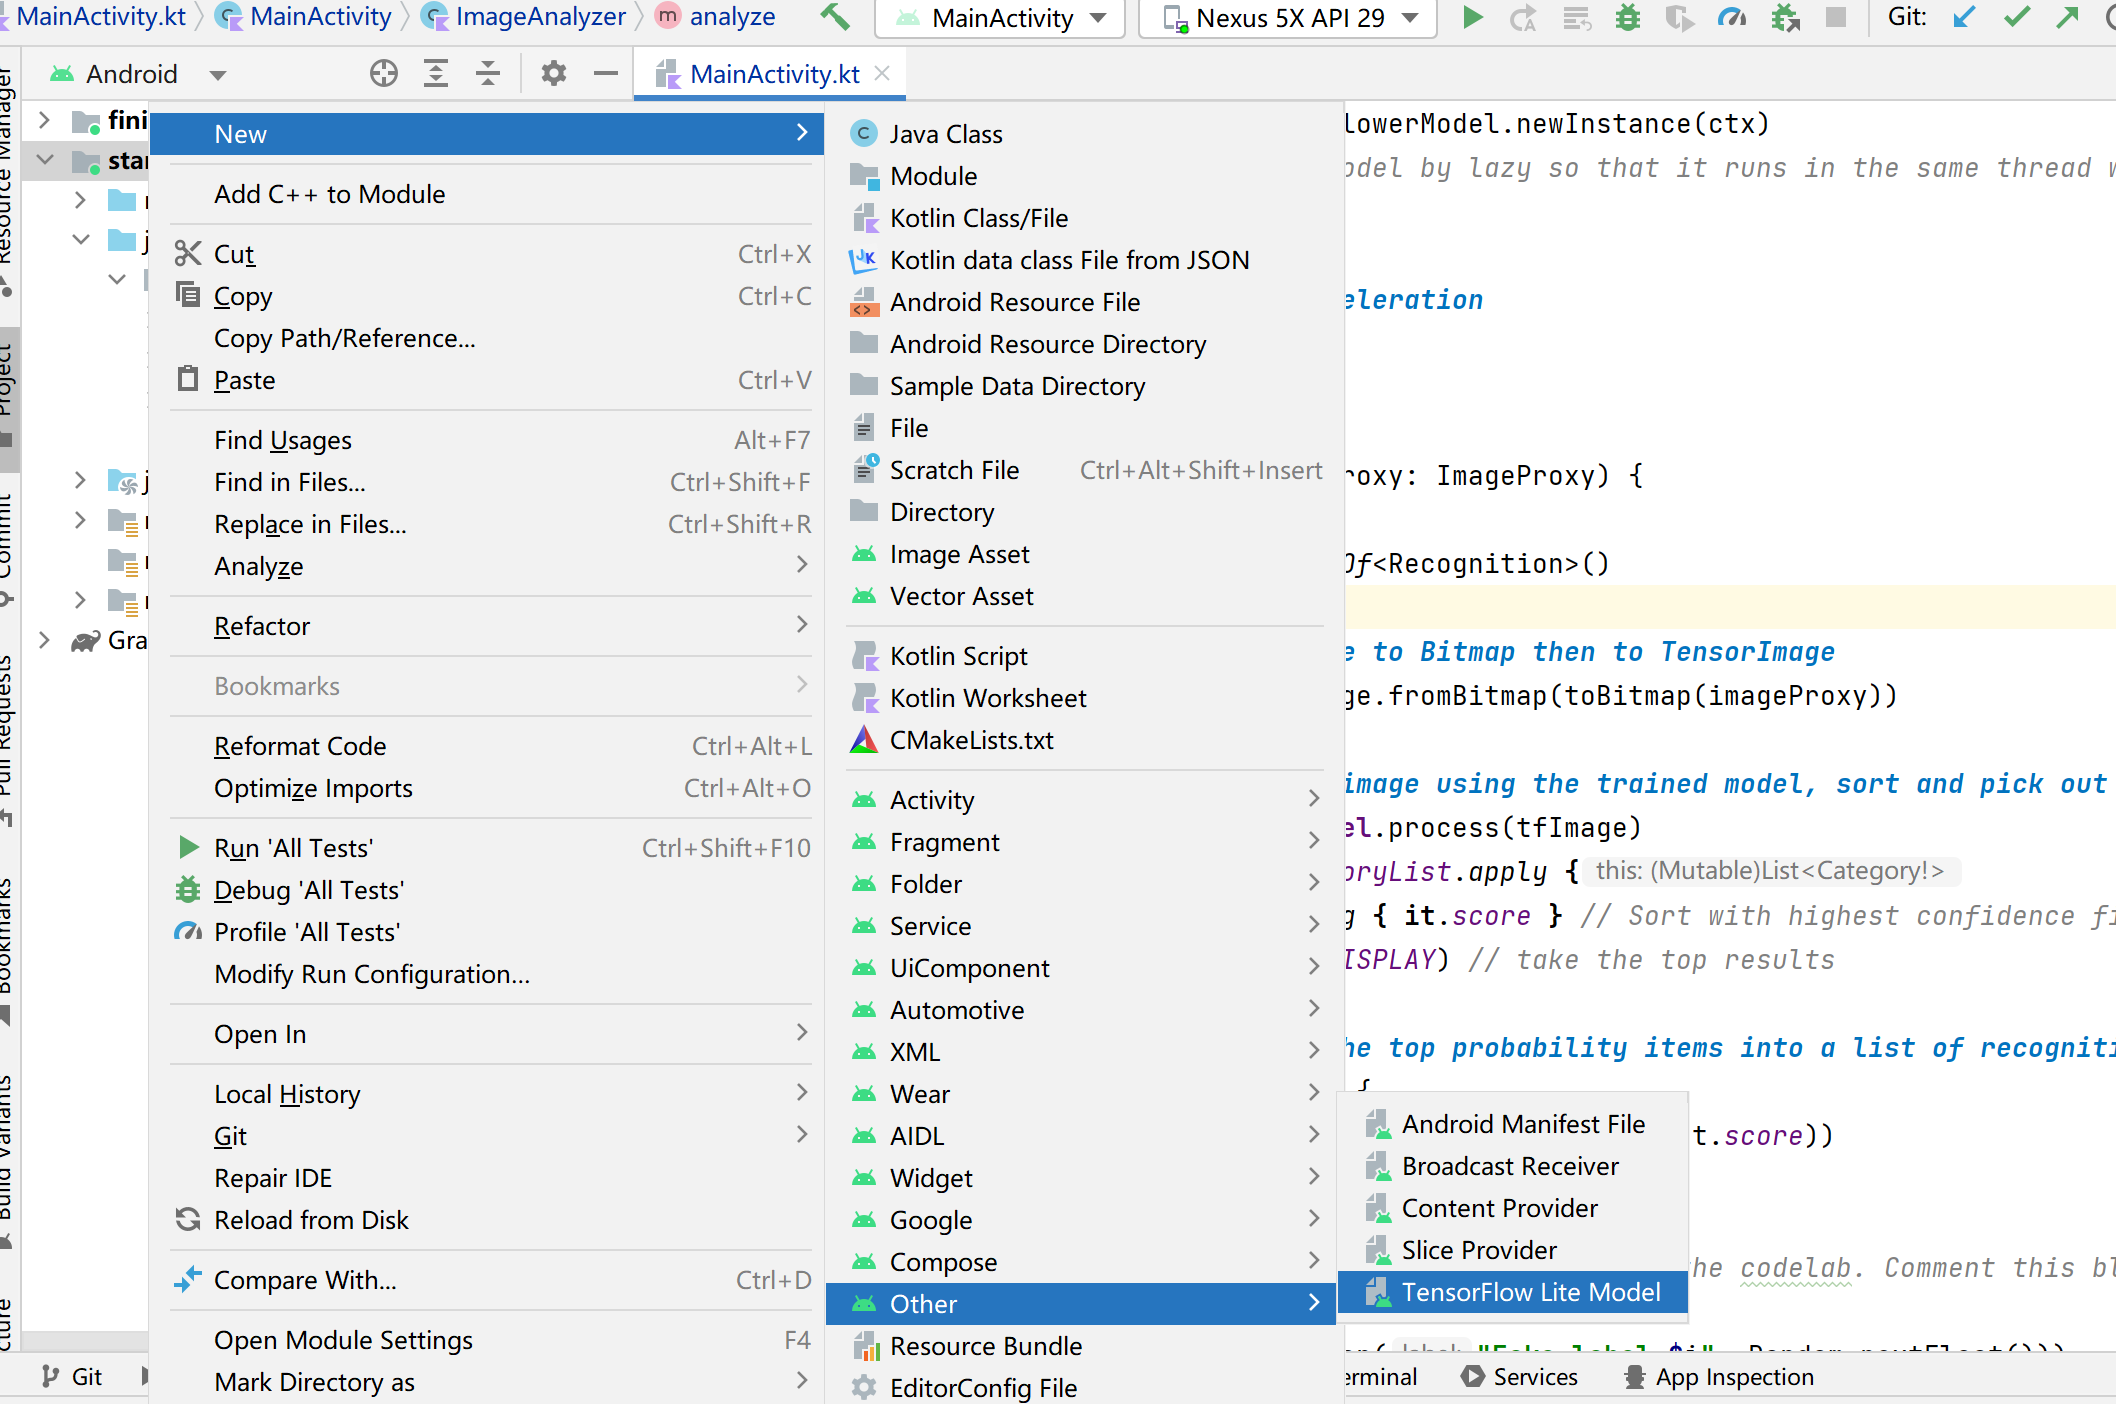 MainActivity.kt
MainActivity
ImageAnalyzer
analyze
MainActivity
Nexus 5X API 29
Git:
Android
MainActivity.kt
Resource Manager
Project
Commit
Pull Requests
Bookmarks
Build Variants
fini
star
Gra
New
Add C++ to Module
Cut Ctrl+X
Copy Ctrl+C
Copy Path/Reference...
Paste Ctrl+V
Find Usages Alt+F7
Find in Files... Ctrl+Shift+F
Replace in Files... Ctrl+Shift+R
Analyze
Refactor
Bookmarks
Reformat Code Ctrl+Alt+L
Optimize Imports Ctrl+Alt+O
Run 'All Tests' Ctrl+Shift+F10
Debug 'All Tests'
Profile 'All Tests'
Modify Run Configuration...
Open In
Local History
Git
Repair IDE
Reload from Disk
Compare With... Ctrl+D
Open Module Settings F4
Mark Directory as
Java Class
Module
Kotlin Class/File
Kotlin data class File from JSON
Android Resource File
Android Resource Directory
Sample Data Directory
File
Scratch File Ctrl+Alt+Shift+Insert
Directory
Image Asset
Vector Asset
Kotlin Script
Kotlin Worksheet
CMakeLists.txt
Activity
Fragment
Folder
Service
UiComponent
Automotive
XML
Wear
AIDL
Widget
Google
Compose
Other
Resource Bundle
EditorConfig File
Android Manifest File
Broadcast Receiver
Content Provider
Slice Provider
TensorFlow Lite Model
lowerModel.newInstance(ctx)
odel by lazy so that it runs in the same thread w
eleration
roxy: ImageProxy) {
Of<Recognition>()
e to Bitmap then to TensorImage
ge.fromBitmap(toBitmap(imageProxy))
image using the trained model, sort and pick out
el.process(tfImage)
oryList.apply { this: (Mutable)List<Category!>
g { it.score } // Sort with highest confidence fi
ISPLAY) // take the top results
he top probability items into a list of recogniti
{
t.score))
he codelab. Comment this bl
Git
erminal
Services
App Inspection